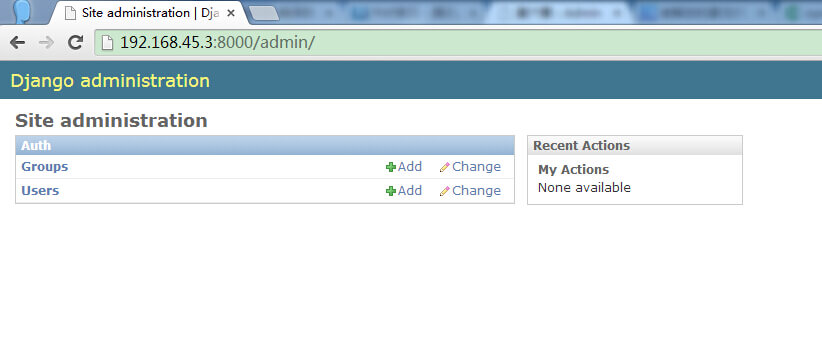 Site administration | Dja
192.168.45.3:8000/admin/
Django administration
Site administration
Auth
Groups Add Change
Users Add Change
Recent Actions
My Actions
None available